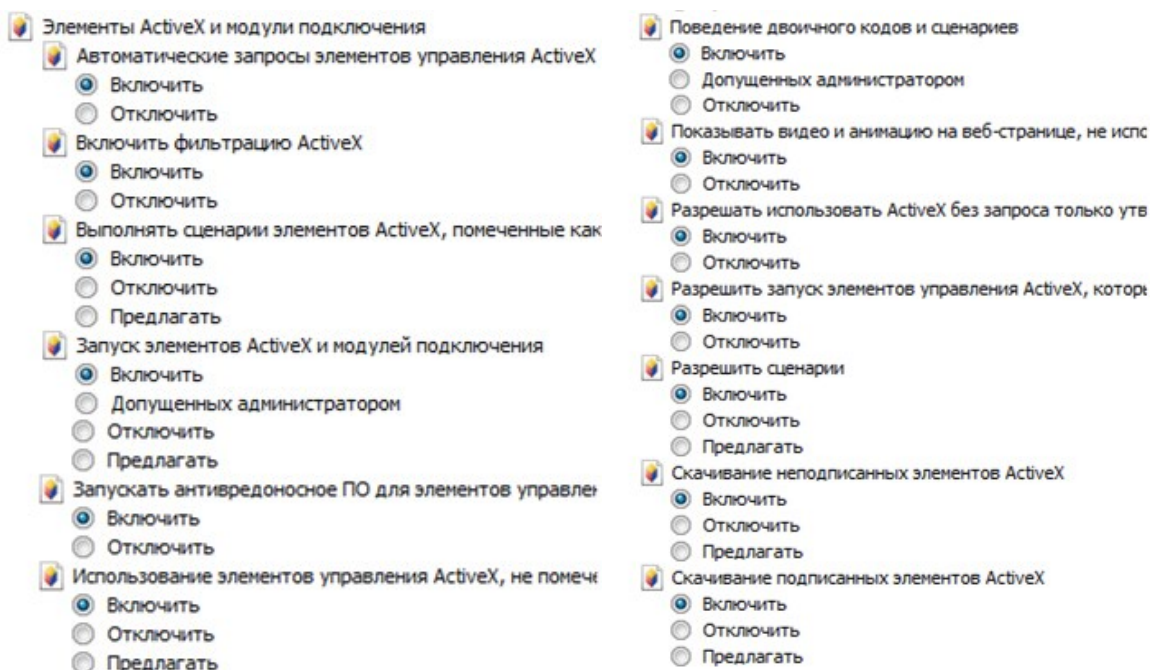 Элементы ActiveX и модули подключения
Автоматические запросы элементов управления ActiveX
Включить
Отключить
Включить фильтрацию ActiveX
Включить
Отключить
Выполнять сценарии элементов ActiveX, помеченные как
Включить
Отключить
Предлагать
Запуск элементов ActiveX и модулей подключения
Включить
Допущенных администратором
Отключить
Предлагать
Запускать антивредоносное ПО для элементов
Включить
Отключить
Использование элементов управления ActiveX, не
Включить
Отключить
Предлагать
Поведение двоичного кодов и сценариев
Включить
Допущенных администратором
Отключить
Показывать видео и анимацию на веб-странице, не
Включить
Отключить
Разрешать использовать ActiveX без запроса только
Включить
Отключить
Разрешить запуск элементов управления ActiveX,
Включить
Отключить
Разрешить сценарии
Включить
Отключить
Предлагать
Скачивание неподписанных элементов ActiveX
Включить
Отключить
Предлагать
Скачивание подписанных элементов ActiveX
Включить
Отключить
Предлагать